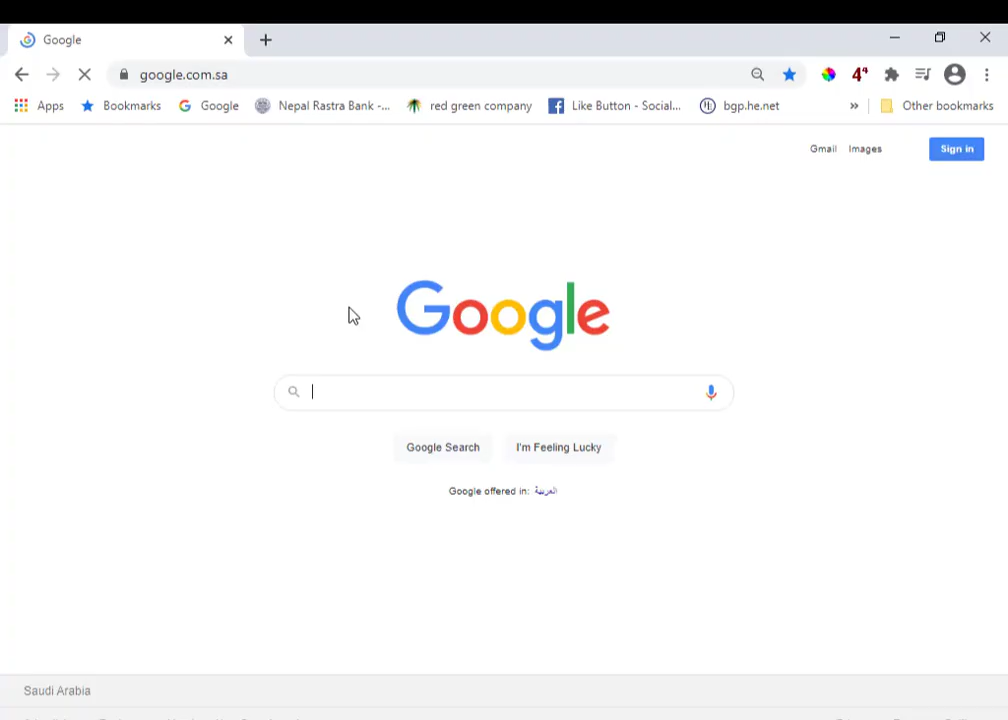 Google
google.com.sa
Apps Bookmarks Google Nepal Rastra Bank -... red green company Like Button - Social... bgp.he.net » Other bookmarks
Gmail Images Sign in
Google
Google Search I'm Feeling Lucky
Google offered in: العربية
Saudi Arabia